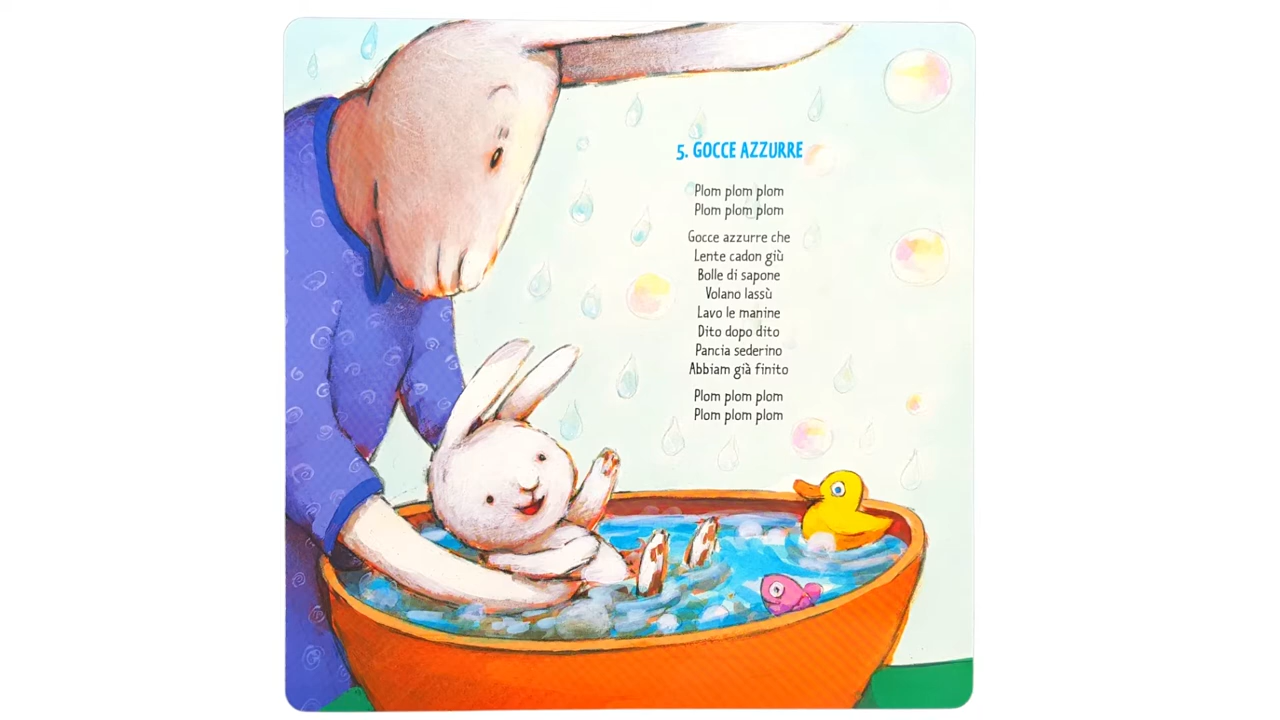 5. GOCCE AZZURRE
Plom plom plom
Plom plom plom
Gocce azzurre che
Lente cadon giù
Bolle di sapone
Volano lassù
Lavo le manine
Dito dopo dito
Pancia sederino
Abbiam già finito
Plom plom plom
Plom plom plom